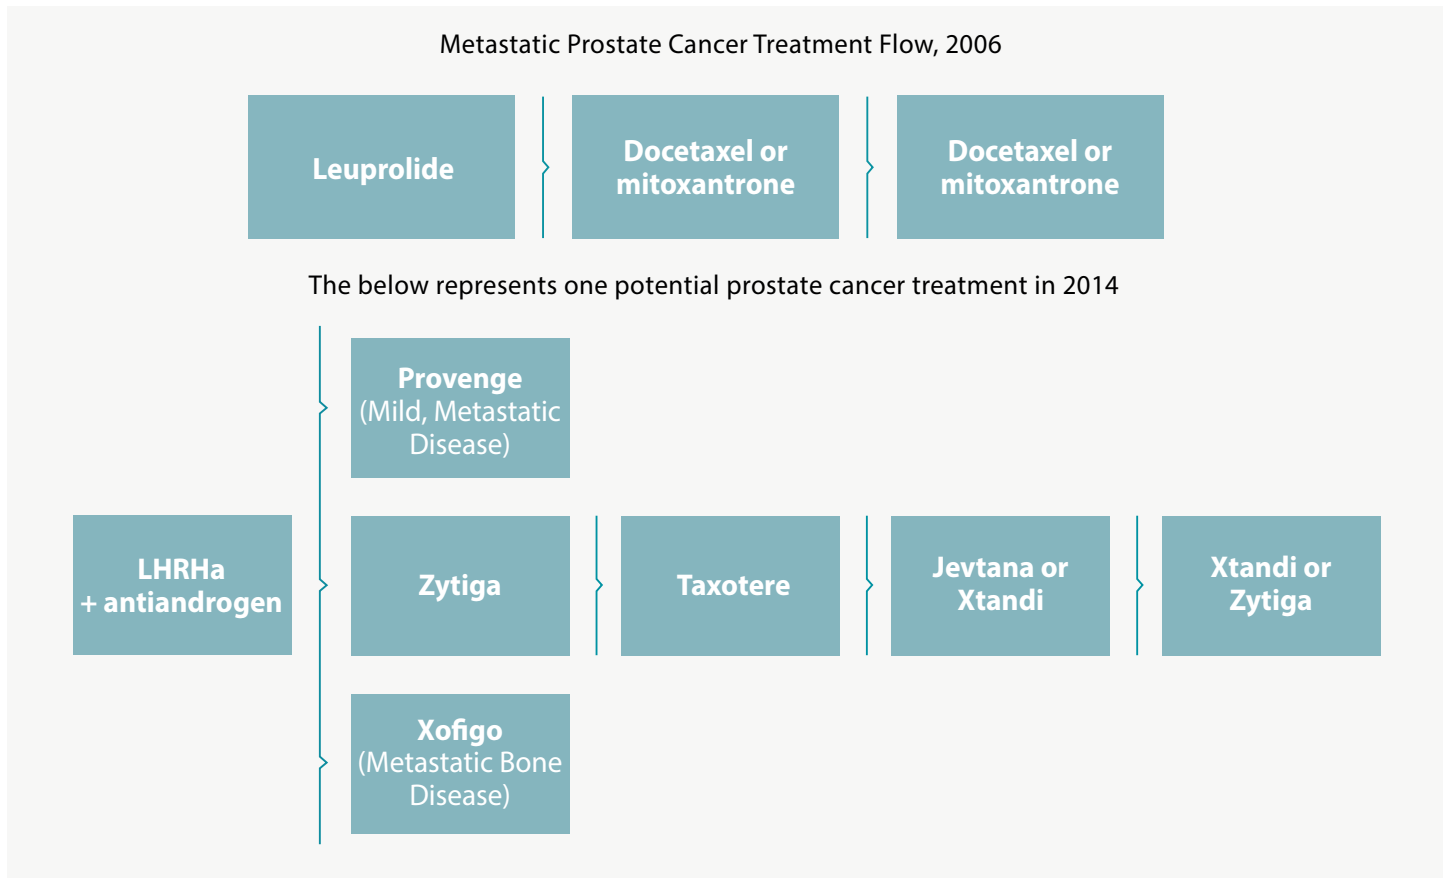 Metastatic Prostate Cancer Treatment Flow, 2006
Leuprolide
Docetaxel or
mitoxantrone
Docetaxel or
mitoxantrone
The below represents one potential prostate cancer treatment in 2014
Provenge
(Mild, Metastatic
Disease)
LHRHa
+ antiandrogen
Zytiga
Taxotere
Jevtana or
Xtandi
Xtandi or
Zytiga
Xofigo
(Metastatic Bone
Disease)